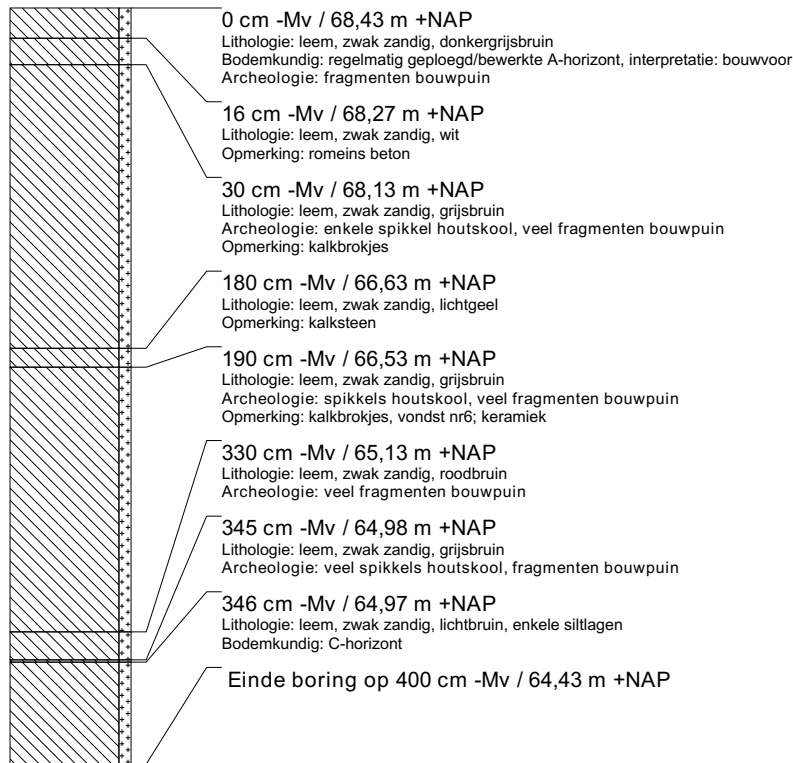 0 cm -Mv / 68,43 m +NAP
Lithologie: leem, zwak zandig, donkergrijsbruin
Bodemkundig: regelmatig geploegd/bewerkte A-horizont, interpretatie: bouwvoor
Archeologie: fragmenten bouwpuin
16 cm -Mv / 68,27 m +NAP
Lithologie: leem, zwak zandig, wit
Opmerking: romeins beton
30 cm -Mv / 68,13 m +NAP
Lithologie: leem, zwak zandig, grijsbruin
Archeologie: enkele spikkel houtskool, veel fragmenten bouwpuin
Opmerking: kalkbrokjes
180 cm -Mv / 66,63 m +NAP
Lithologie: leem, zwak zandig, lichtgeel
Opmerking: kalksteen
190 cm -Mv / 66,53 m +NAP
Lithologie: leem, zwak zandig, grijsbruin
Archeologie: spikkels houtskool, veel fragmenten bouwpuin
Opmerking: kalkbrokjes, vondst nr6; keramiek
330 cm -Mv / 65,13 m +NAP
Lithologie: leem, zwak zandig, roodbruin
Archeologie: veel fragmenten bouwpuin
345 cm -Mv / 64,98 m +NAP
Lithologie: leem, zwak zandig, grijsbruin
Archeologie: veel spikkels houtskool, fragmenten bouwpuin
346 cm -Mv / 64,97 m +NAP
Lithologie: leem, zwak zandig, lichtbruin, enkele siltlagen
Bodemkundig: C-horizont
Einde boring op 400 cm -Mv / 64,43 m +NAP